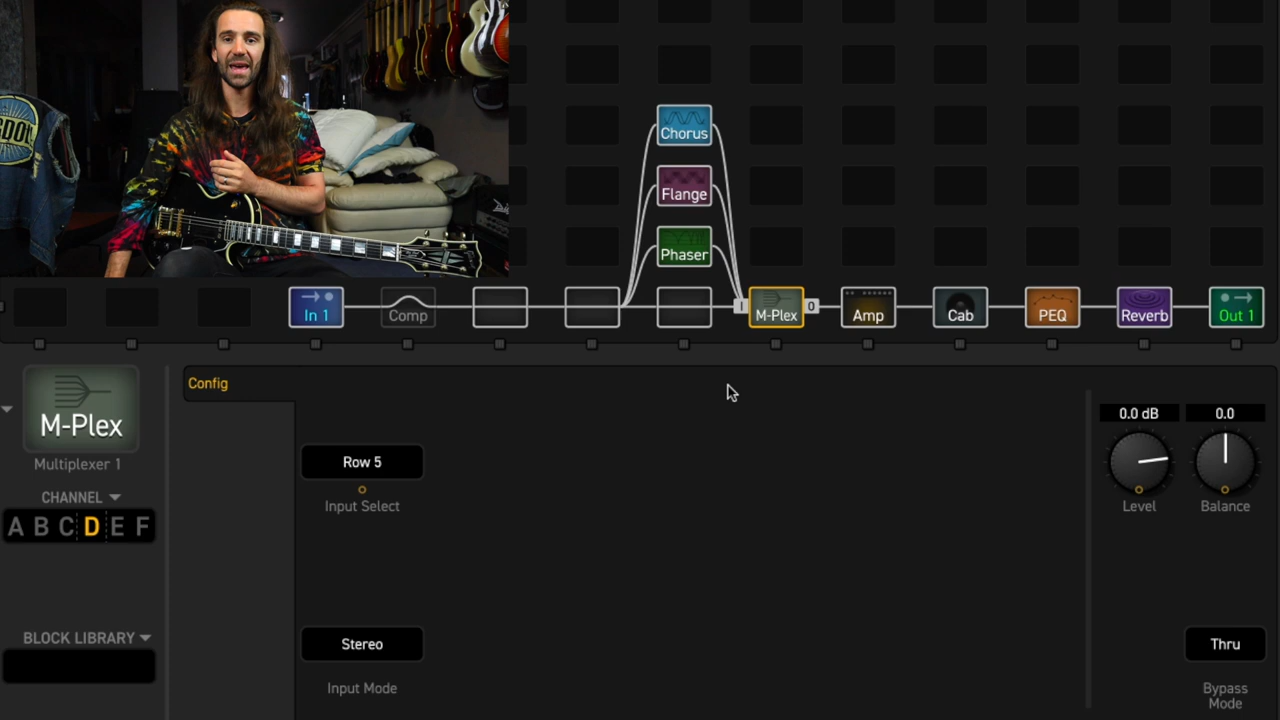 Chorus
Flange
Phaser
In 1
Comp
I
M-Plex
O
Amp
Cab
PEQ
Reverb
Out 1
M-Plex
Multiplexer 1
CHANNEL
A B C D E F
BLOCK LIBRARY
Config
Row 5
Input Select
Stereo
Input Mode
0.0 dB
0.0
Level
Balance
Thru
Bypass
Mode